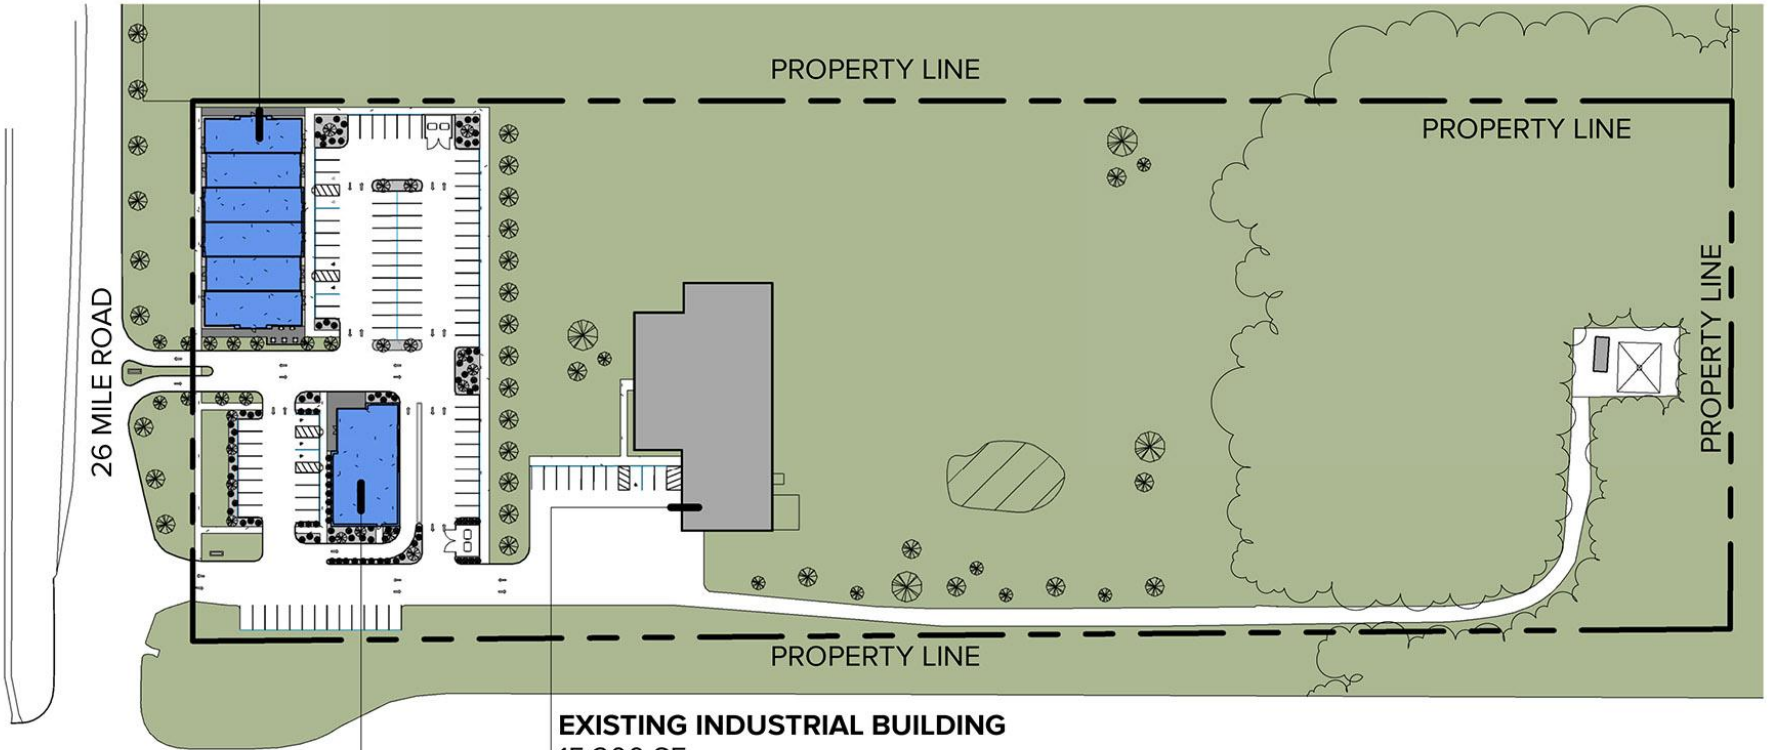 PROPERTY LINE
PROPERTY LINE
26 MILE ROAD
PROPERTY LINE
PROPERTY LINE
EXISTING INDUSTRIAL BUILDING